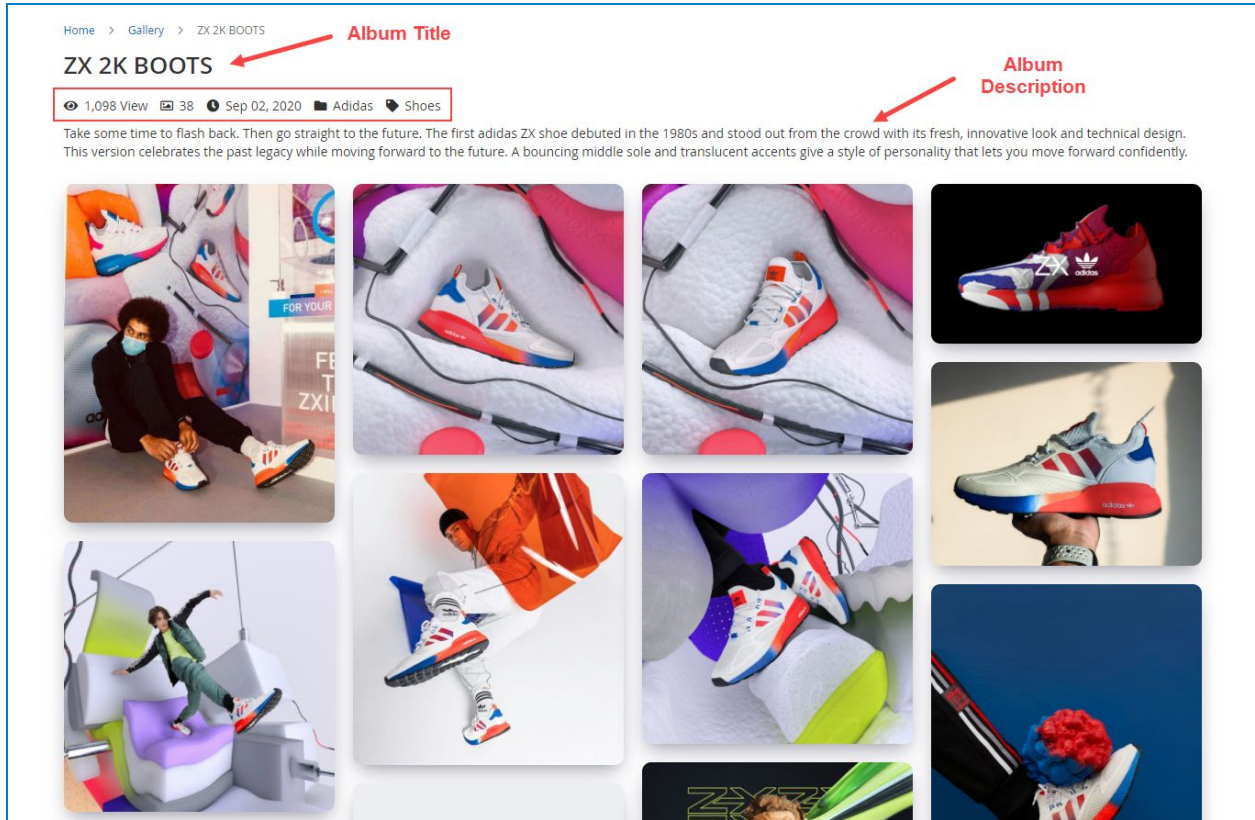 Home > Gallery > ZX 2K BOOTS
Album Title
ZX 2K BOOTS
Album
Description
1,098 View 38 Sep 02, 2020 Adidas Shoes
Take some time to flash back. Then go straight to the future. The first adidas ZX shoe debuted in the 1980s and stood out from the crowd with its fresh, innovative look and technical design.
This version celebrates the past legacy while moving forward to the future. A bouncing middle sole and translucent accents give a style of personality that lets you move forward confidently.
FOR YOUR
ZX
adidas
adidas
ZXZX